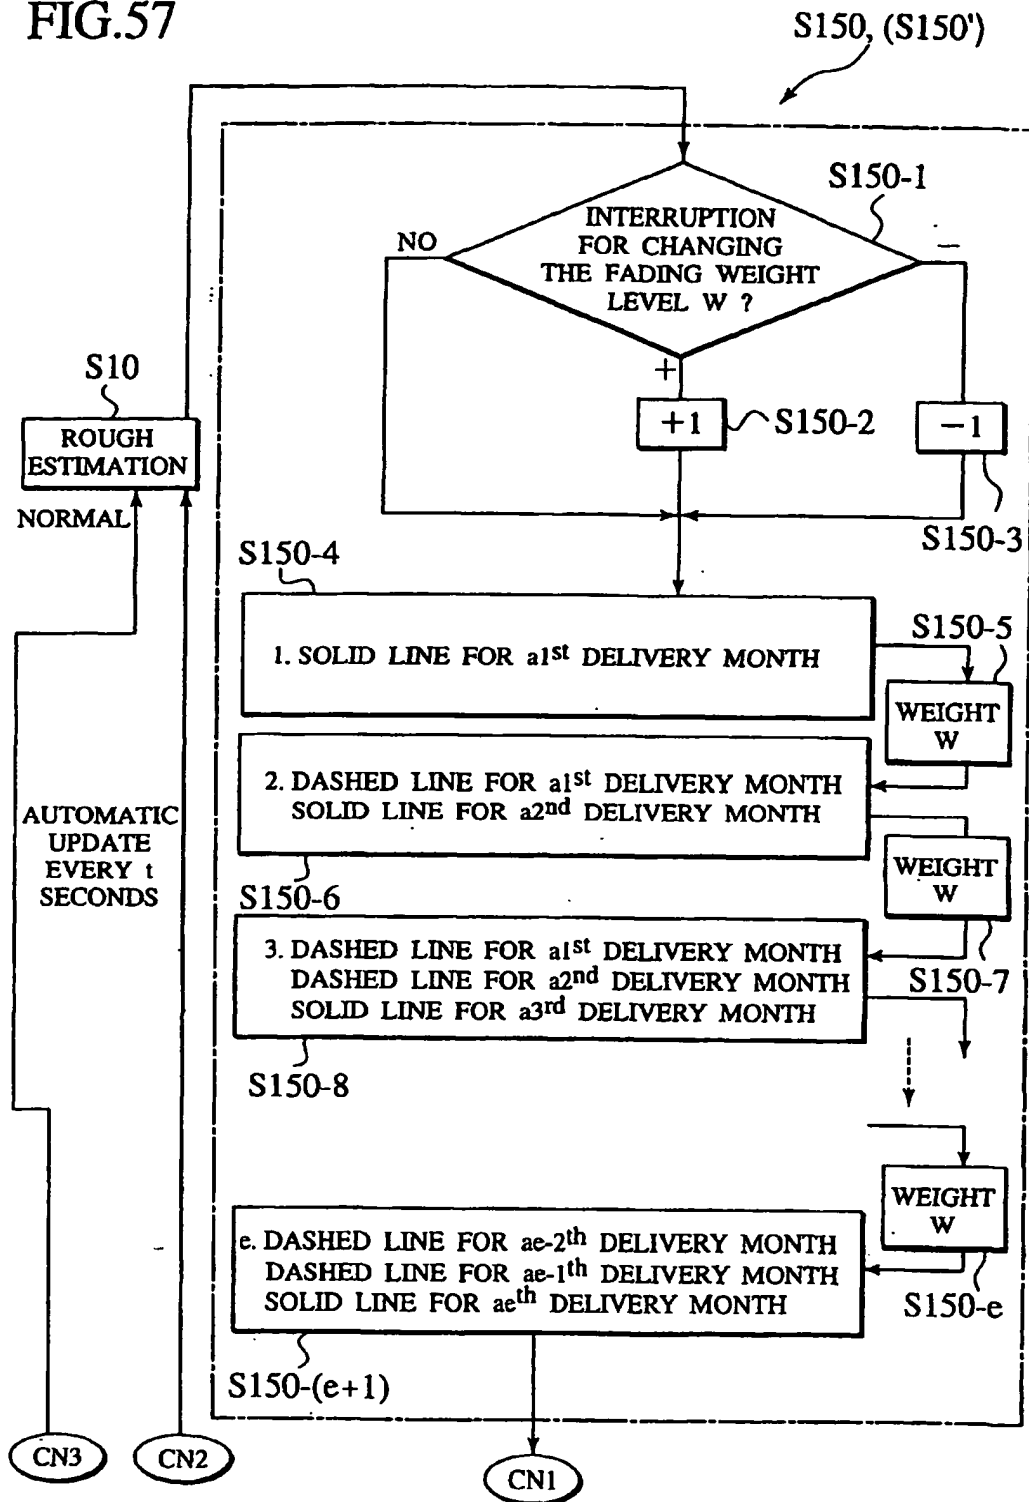 FIG.57
S150, (S150')
S150-1
INTERRUPTION
FOR CHANGING
THE FADING WEIGHT
LEVEL W ?
NO
−
+
+1
S150-2
−1
S150-3
S10
ROUGH
ESTIMATION
NORMAL
S150-4
1. SOLID LINE FOR a1st DELIVERY MONTH
S150-5
WEIGHT
W
2. DASHED LINE FOR a1st DELIVERY MONTH
SOLID LINE FOR a2nd DELIVERY MONTH
S150-6
WEIGHT
W
S150-7
AUTOMATIC
UPDATE
EVERY t
SECONDS
3. DASHED LINE FOR a1st DELIVERY MONTH
DASHED LINE FOR a2nd DELIVERY MONTH
SOLID LINE FOR a3rd DELIVERY MONTH
S150-8
WEIGHT
W
S150-e
e. DASHED LINE FOR ae-2th DELIVERY MONTH
DASHED LINE FOR ae-1th DELIVERY MONTH
SOLID LINE FOR aeth DELIVERY MONTH
S150-(e+1)
CN3
CN2
CN1